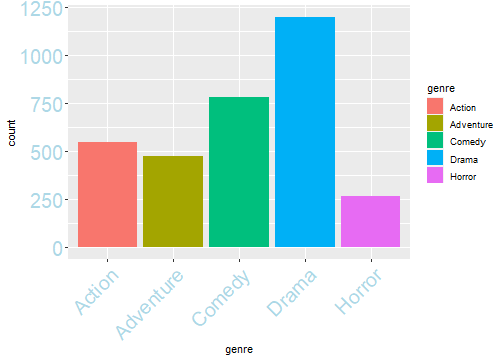 1250
1000
750
500
250
0
count
Action
Adventure
Comedy
Drama
Horror
genre
genre
Action
Adventure
Comedy
Drama
Horror